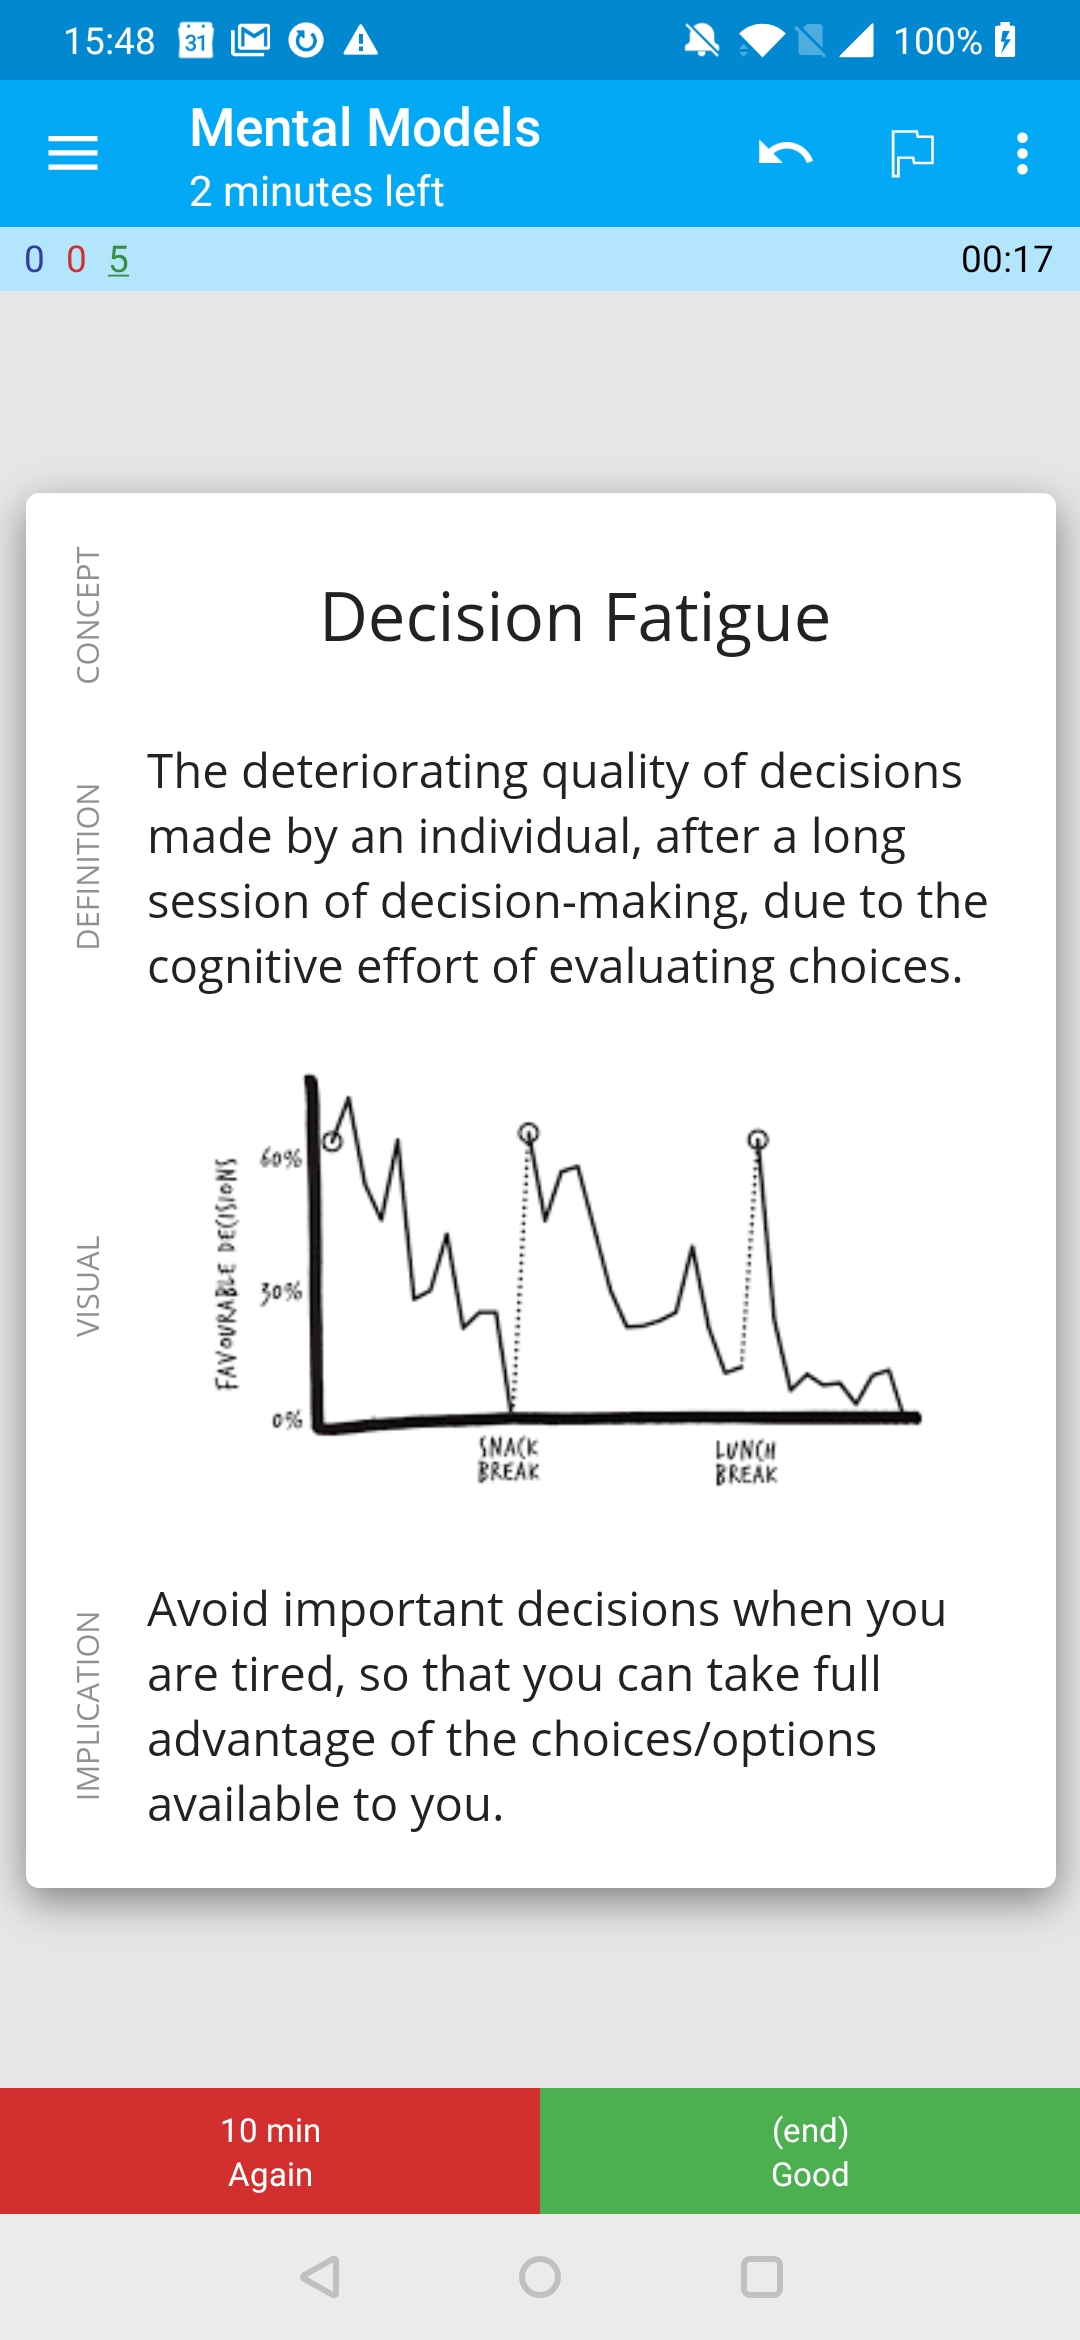 15:48 31 100%
Mental Models
2 minutes left
0 0 5 00:17
CONCEPT
Decision Fatigue
DEFINITION
The deteriorating quality of decisions
made by an individual, after a long
session of decision-making, due to the
cognitive effort of evaluating choices.
VISUAL
FAVOURABLE DECISIONS
60%
30%
0%
SNACK
BREAK
LUNCH
BREAK
IMPLICATION
Avoid important decisions when you
are tired, so that you can take full
advantage of the choices/options
available to you.
10 min
Again
(end)
Good